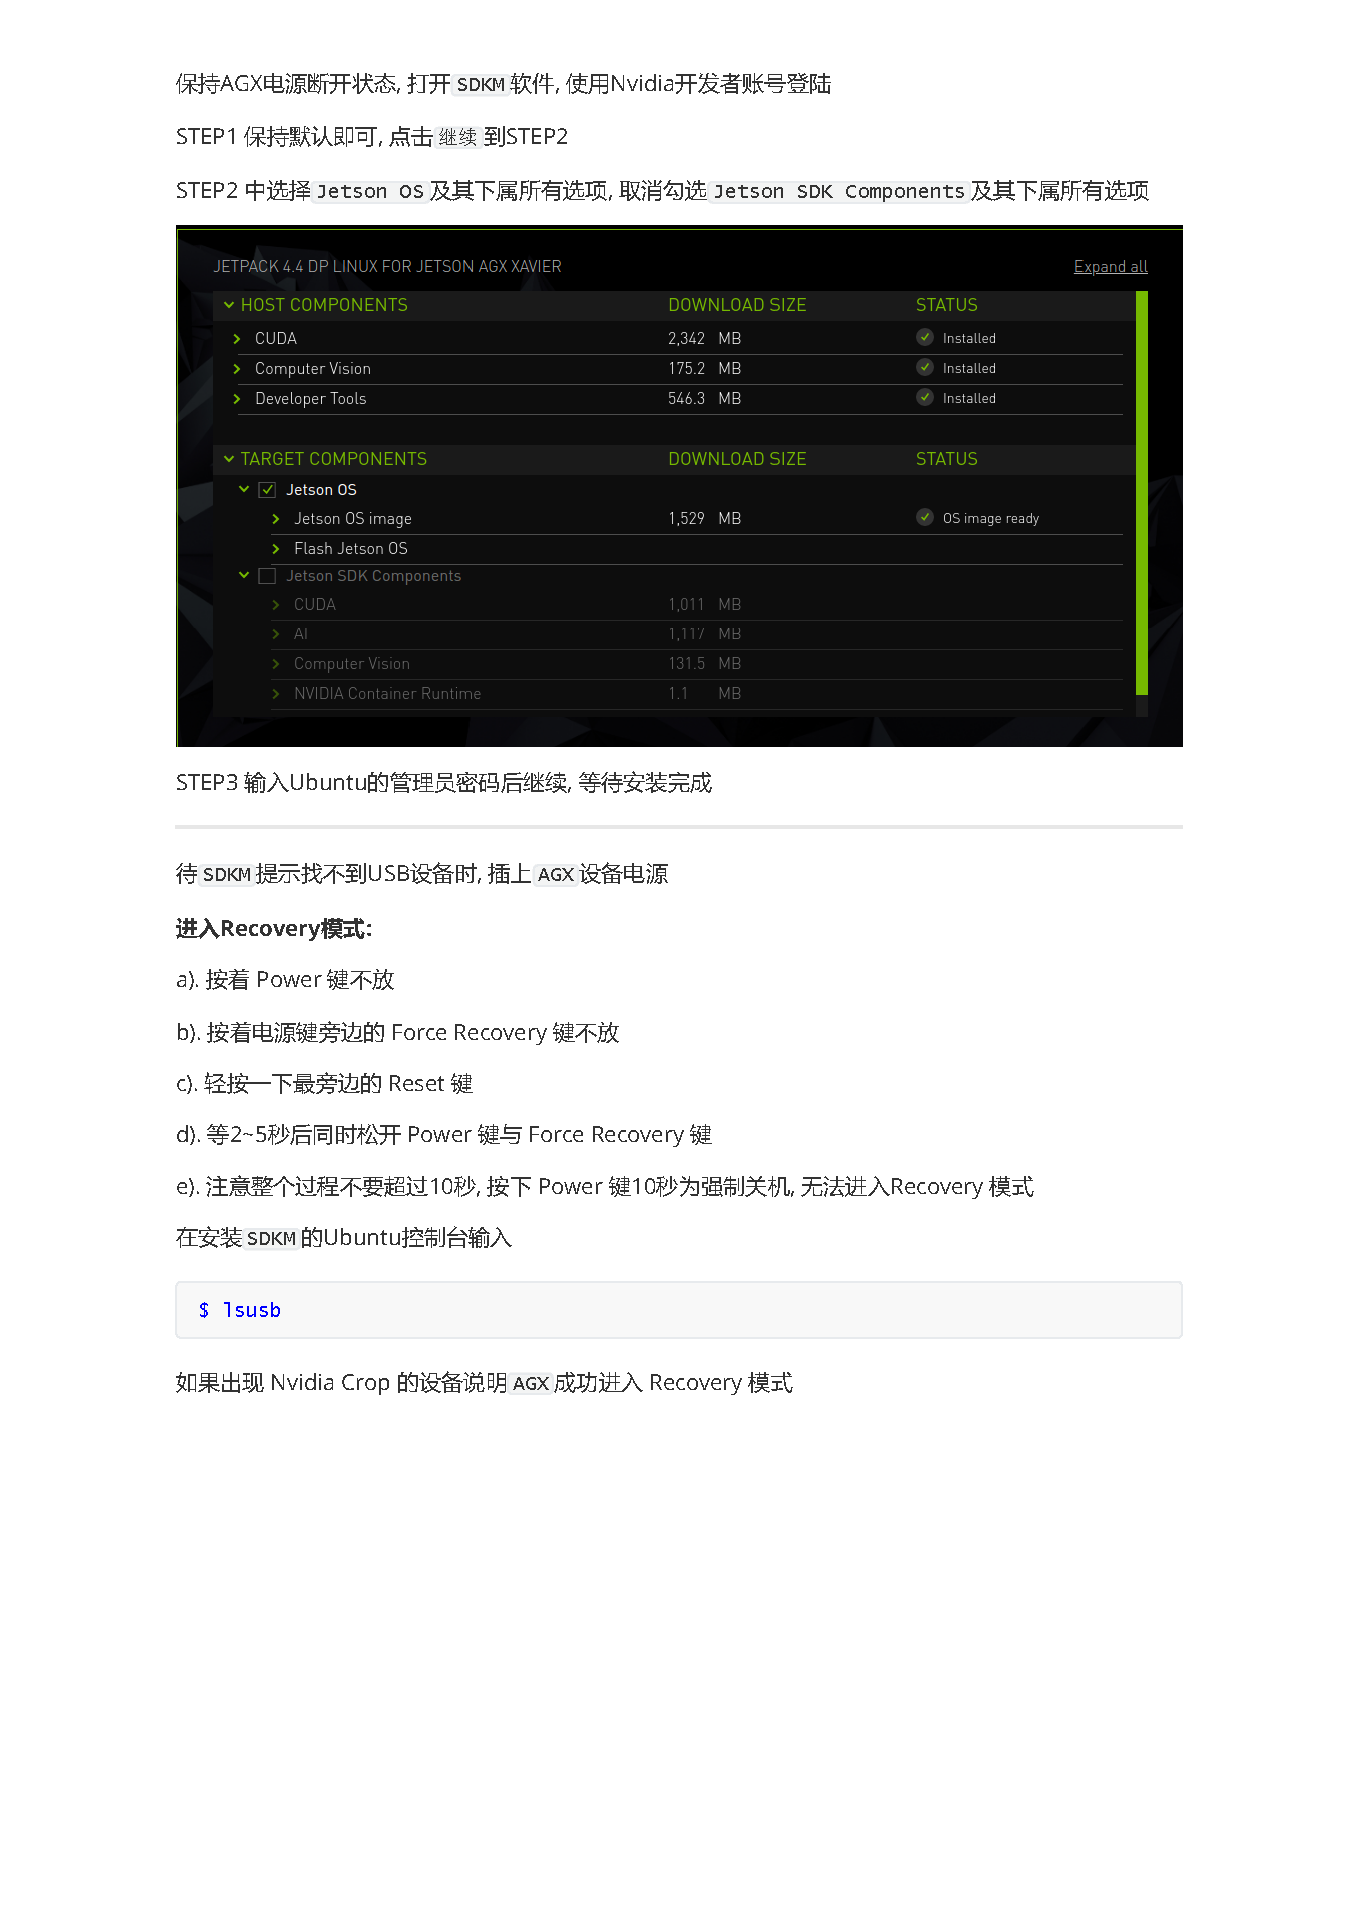 保持AGX电源断开状态, 打开 SDKM 软件, 使用Nvidia开发者账号登陆
STEP1 保持默认即可, 点击 继续 到STEP2
STEP2 中选择 Jetson OS 及其下属所有选项, 取消勾选 Jetson SDK Components 及其下属所有选项
JETPACK 4.4 DP LINUX FOR JETSON AGX XAVIER Expand all
HOST COMPONENTS DOWNLOAD SIZE STATUS
CUDA 2,342 MB Installed
Computer Vision 175.2 MB Installed
Developer Tools 546.3 MB Installed
TARGET COMPONENTS DOWNLOAD SIZE STATUS
Jetson OS
Jetson OS image 1,529 MB OS image ready
Flash Jetson OS
Jetson SDK Components
CUDA 1,011 MB
AI 1,117 MB
Computer Vision 131.5 MB
NVIDIA Container Runtime 1.1 MB
STEP3 输入Ubuntu的管理员密码后继续, 等待安装完成
待 SDKM 提示找不到USB设备时, 插上 AGX 设备电源
进入Recovery模式:
a). 按着 Power 键不放
b). 按着电源键旁边的 Force Recovery 键不放
c). 轻按一下最旁边的 Reset 键
d). 等2~5秒后同时松开 Power 键与 Force Recovery 键
e). 注意整个过程不要超过10秒, 按下 Power 键10秒为强制关机, 无法进入Recovery 模式
在安装 SDKM 的Ubuntu控制台输入
$ lsusb
如果出现 Nvidia Crop 的设备说明 AGX 成功进入 Recovery 模式